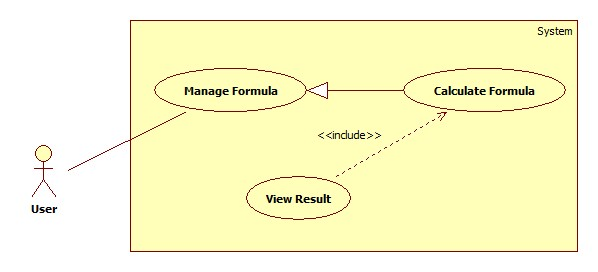 System
Manage Formula
Calculate Formula
<<include>>
View Result
User